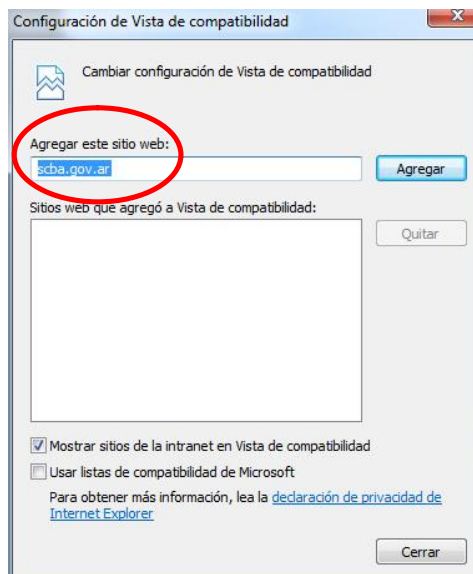 Configuración de Vista de compatibilidad
Cambiar configuración de Vista de compatibilidad
Agregar este sitio web:
scba.gov.ar
Agregar
Sitios web que agregó a Vista de compatibilidad:
Quitar
Mostrar sitios de la intranet en Vista de compatibilidad
Usar listas de compatibilidad de Microsoft
Para obtener más información, lea la declaración de privacidad de
Internet Explorer
Cerrar